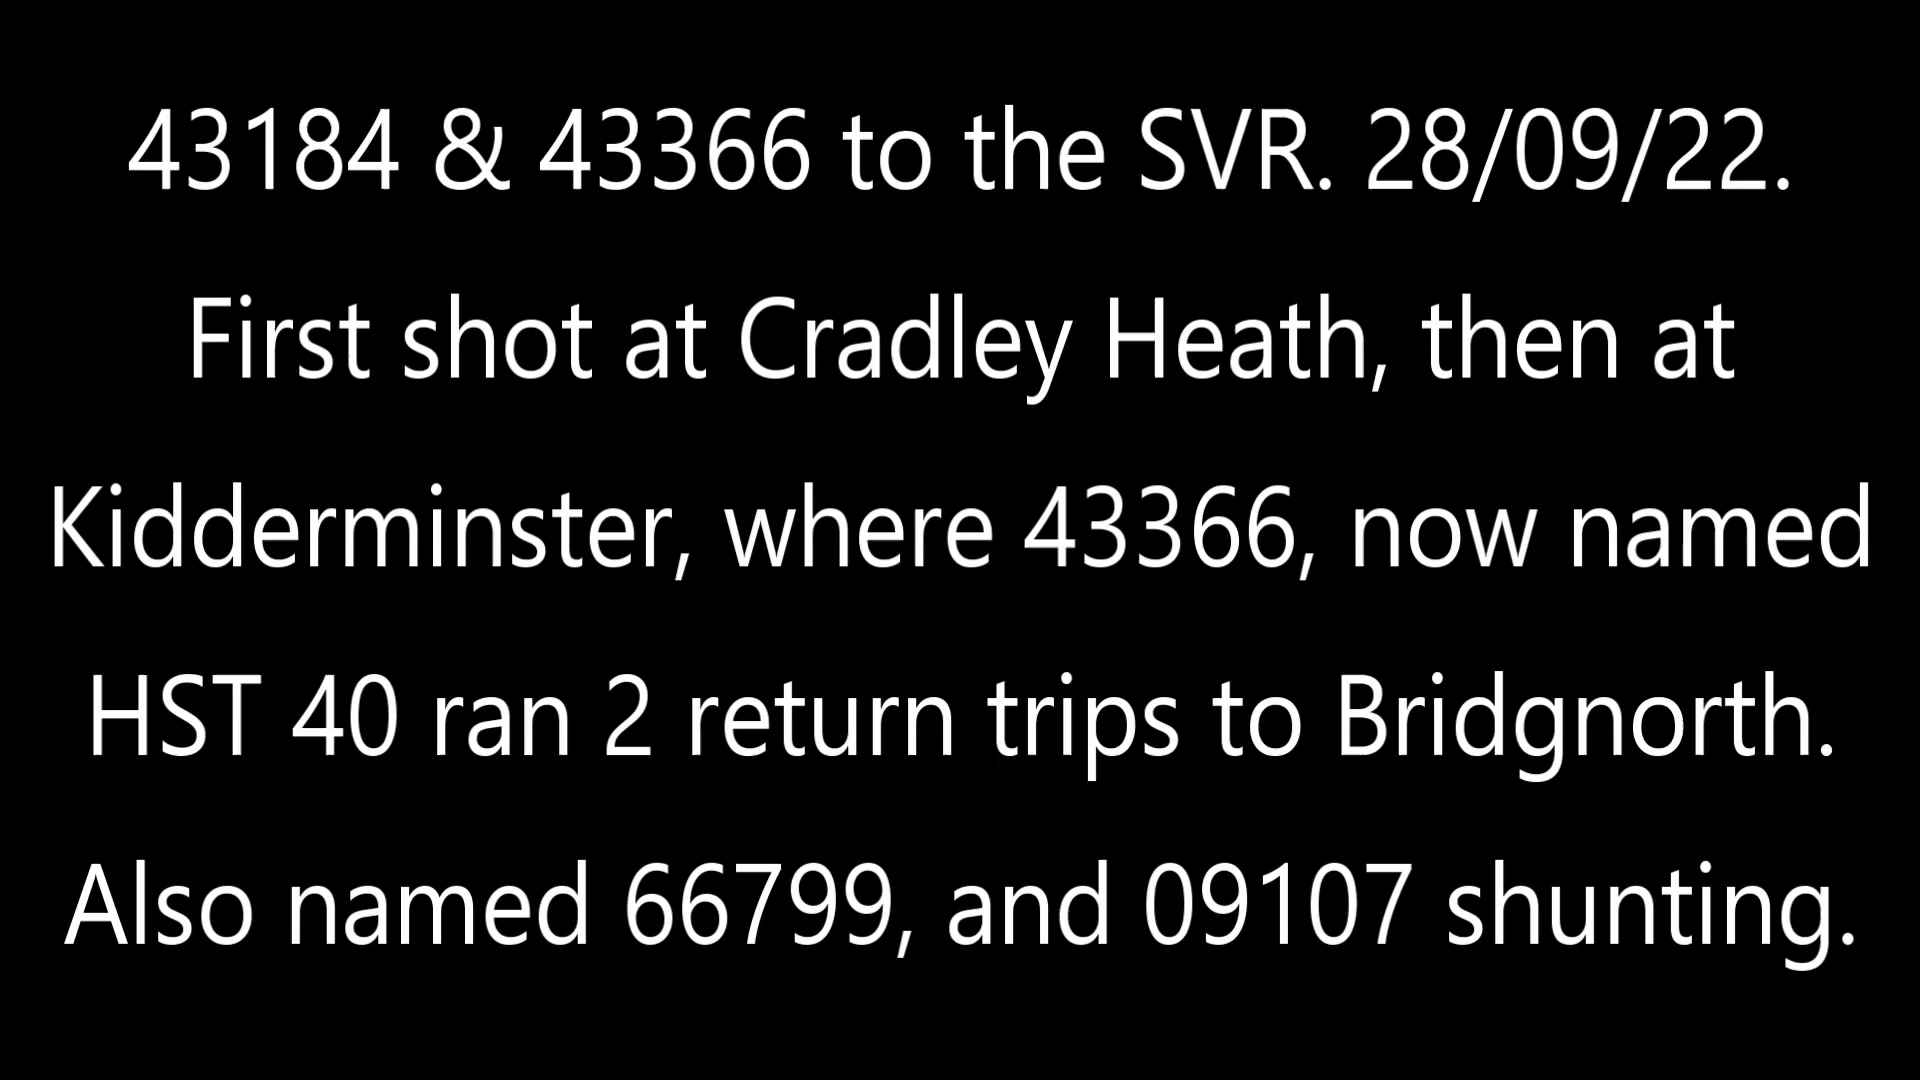 43184 & 43366 to the SVR. 28/09/22.
First shot at Cradley Heath, then at
Kidderminster, where 43366, now named
HST 40 ran 2 return trips to Bridgnorth.
Also named 66799, and 09107 shunting.